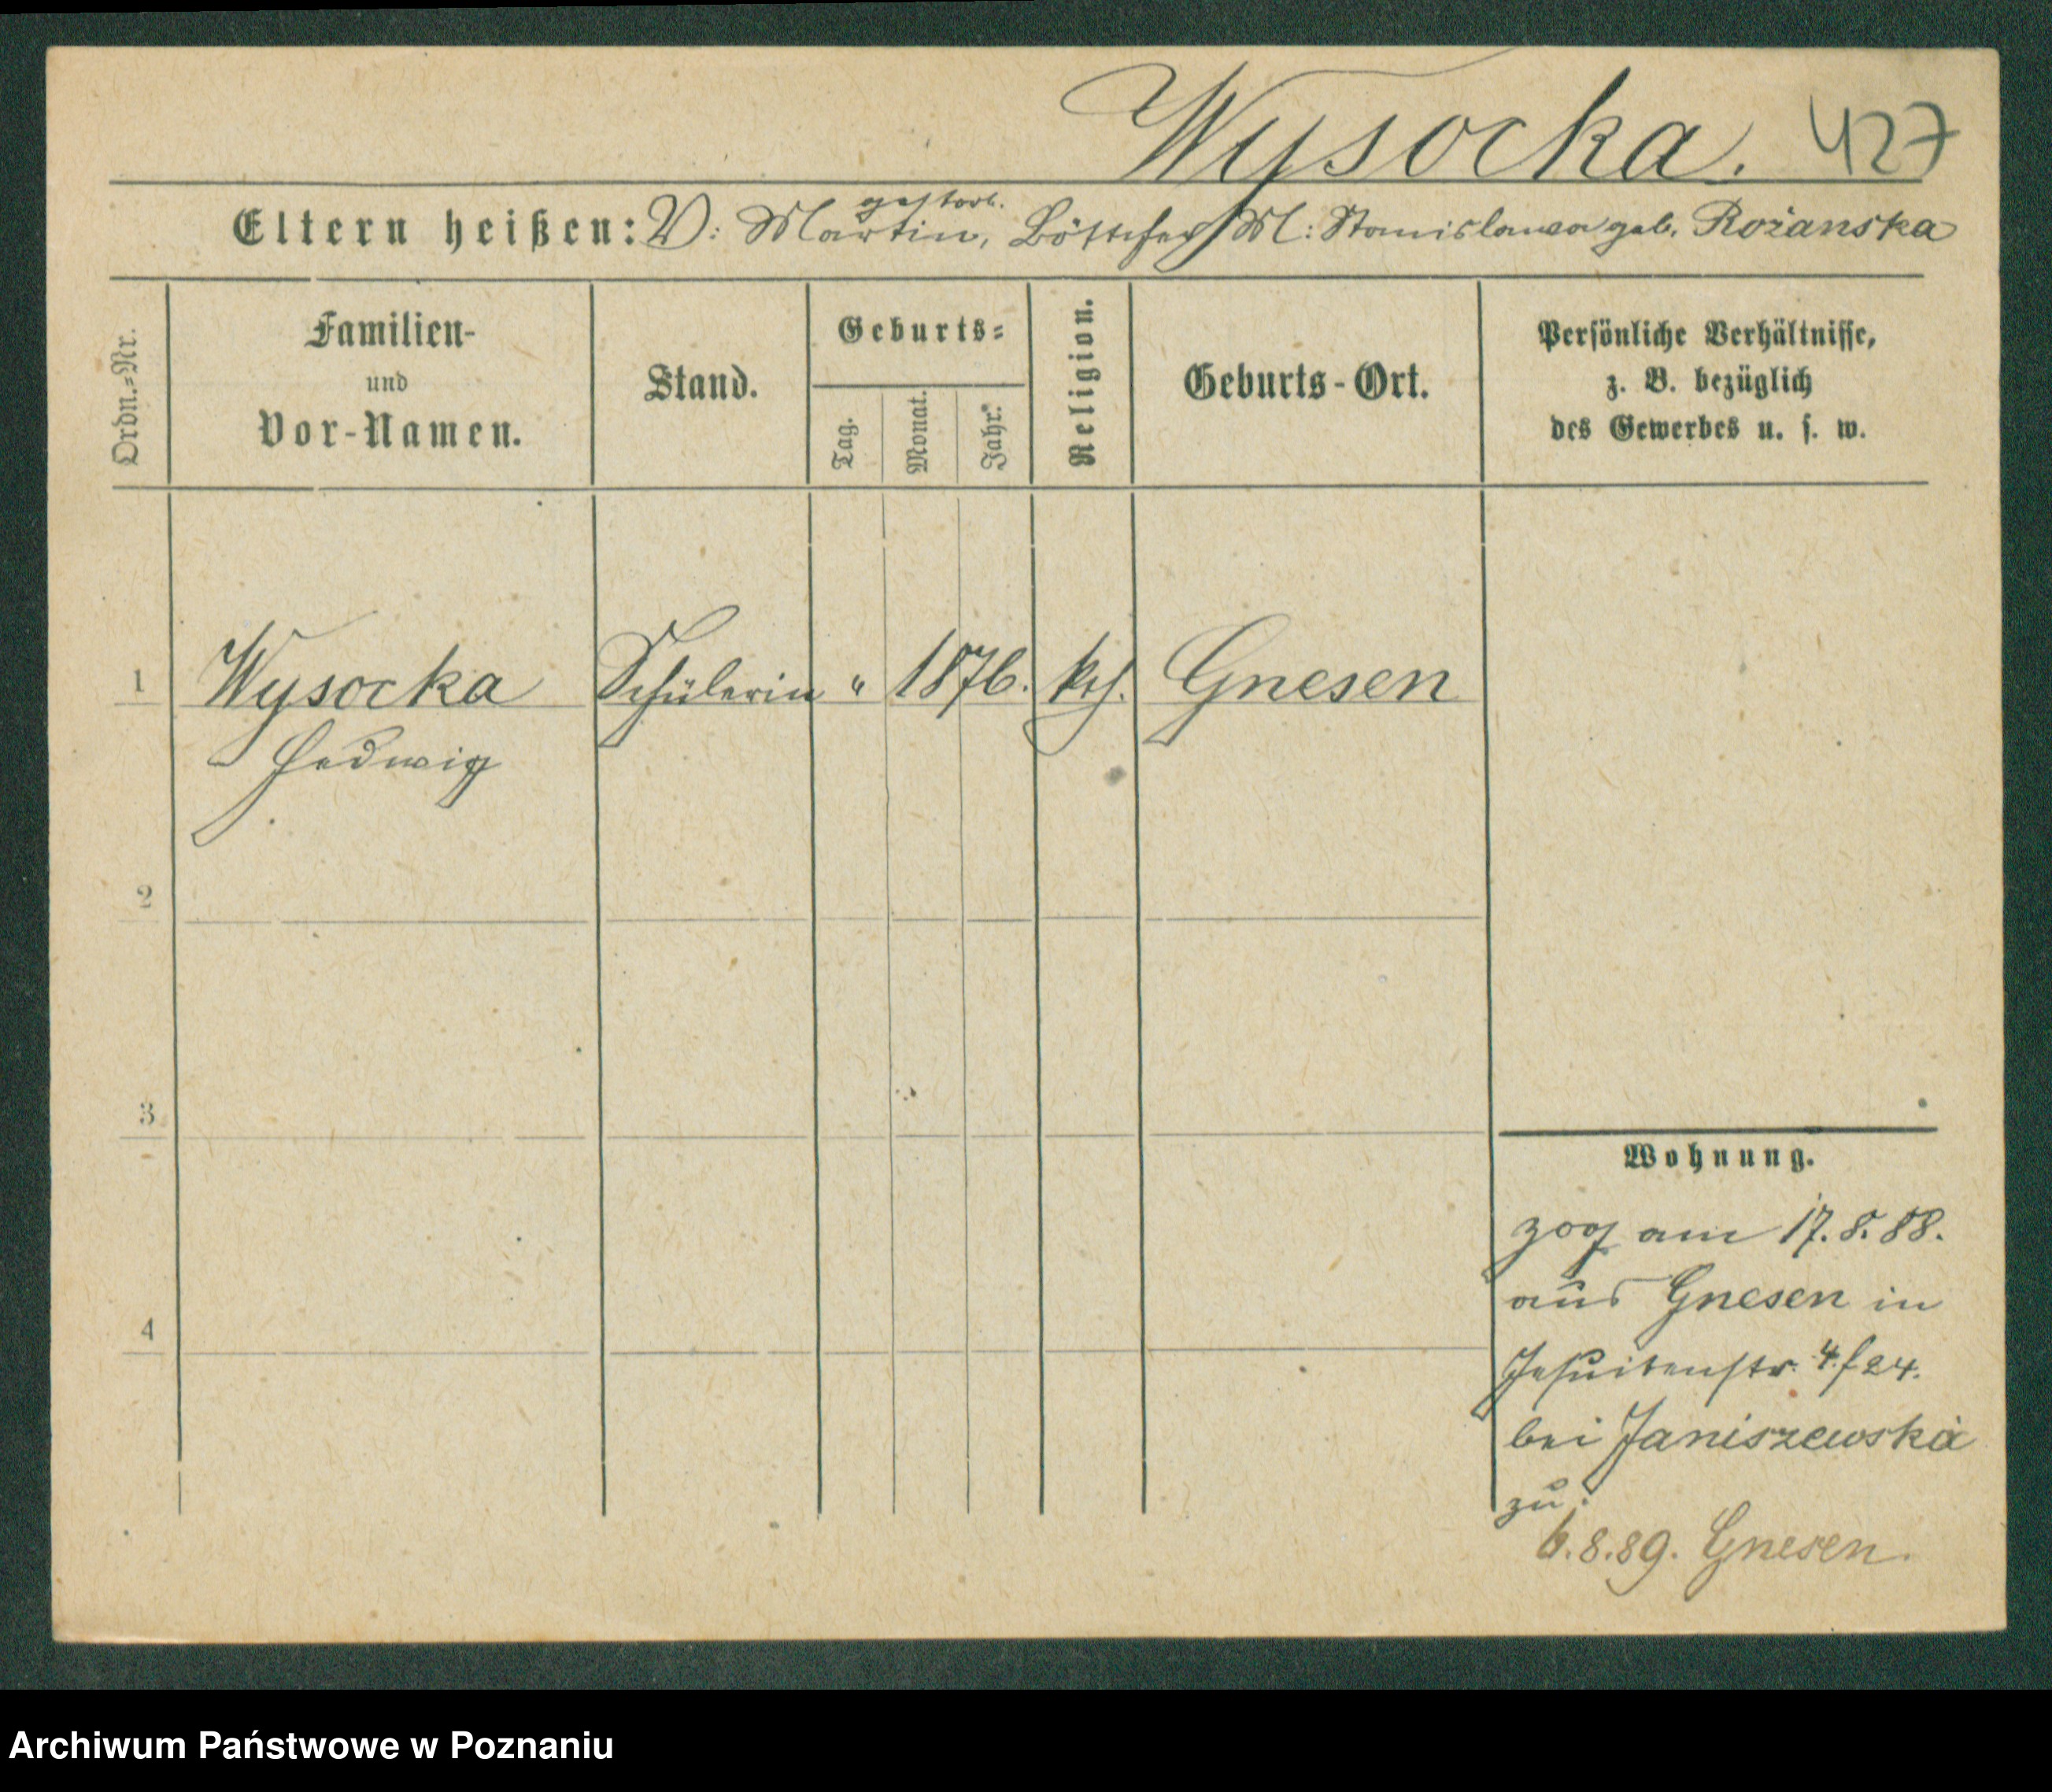 Wysocka. 427
gestorb.
Eltern heißen: V: Martin, Böttcher / M: Stanislawa geb. Rożanska
Ordn.=Nr.
Familien-
und
Vor-Namen.
Stand.
Geburts=
Tag.
Monat.
Jahr.
Religion.
Geburts-Ort.
Persönliche Verhältnisse,
z. B. bezüglich
des Gewerbes u. s. w.
1 Wysocka Schülerin " 1876. kth. Gnesen
Hedwig
2
3
4
Wohnung.
zog am 17.8.88.
aus Gnesen in
Jesuitenstr. 4 f 24.
bei Janiszewska
zu.
6.8.89. Gnesen.
Archiwum Państwowe w Poznaniu